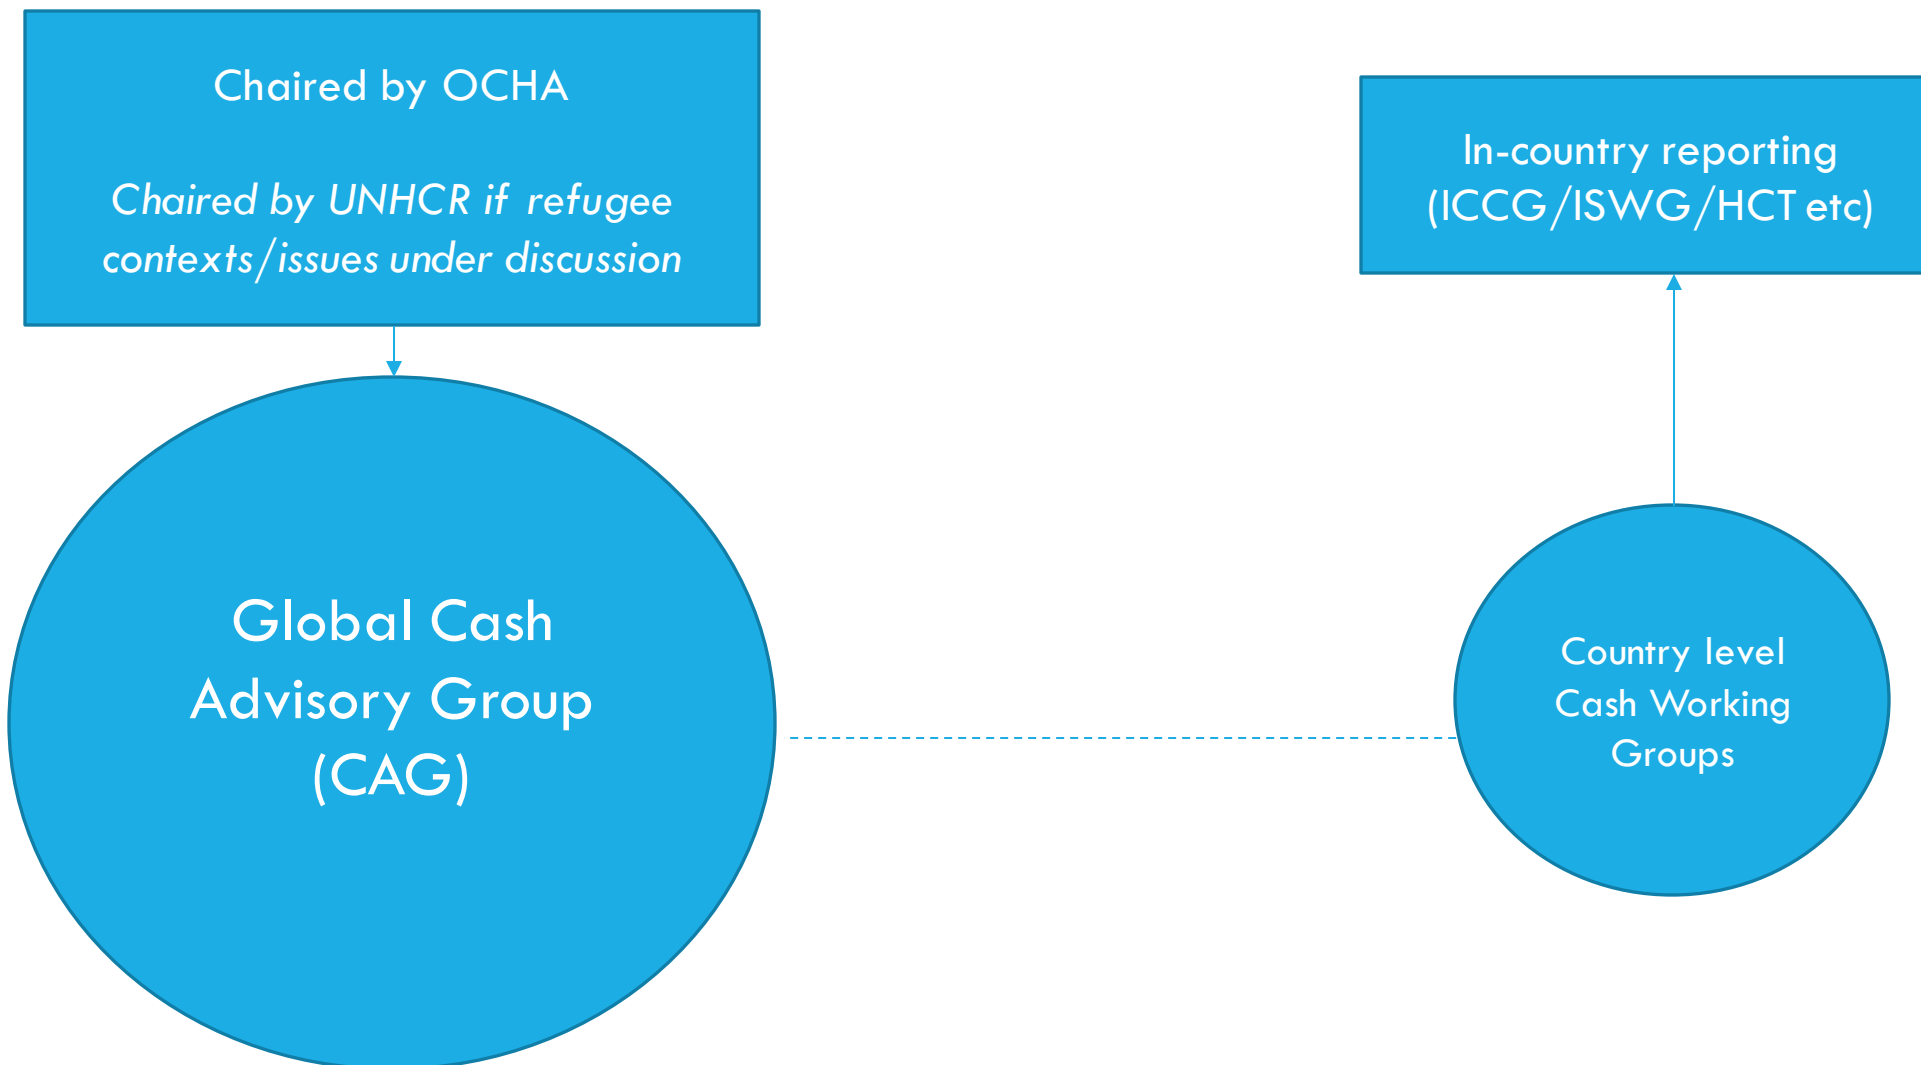 Chaired by OCHA
Chaired by UNHCR if refugee
contexts/issues under discussion
In-country reporting
(ICCG/ISWG/HCT etc)
Global Cash
Advisory Group
(CAG)
Country level
Cash Working
Groups